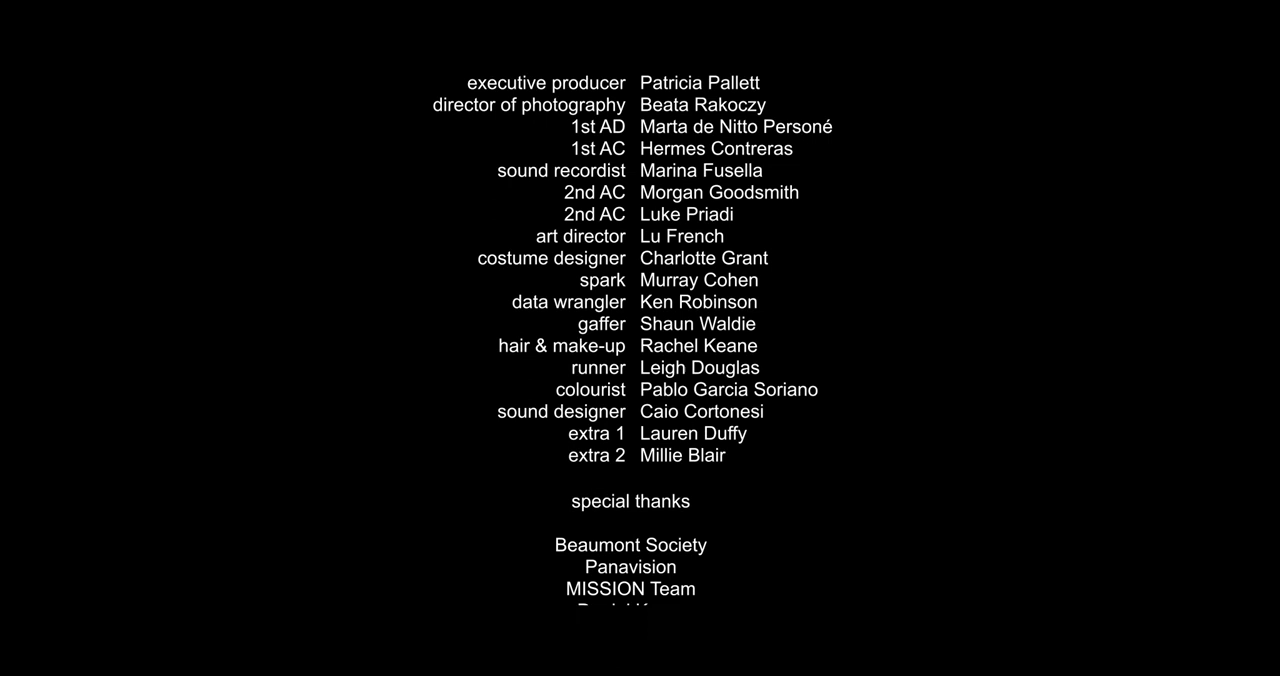 executive producer Patricia Pallett
director of photography Beata Rakoczy
1st AD Marta de Nitto Personé
1st AC Hermes Contreras
sound recordist Marina Fusella
2nd AC Morgan Goodsmith
2nd AC Luke Priadi
art director Lu French
costume designer Charlotte Grant
spark Murray Cohen
data wrangler Ken Robinson
gaffer Shaun Waldie
hair & make-up Rachel Keane
runner Leigh Douglas
colourist Pablo Garcia Soriano
sound designer Caio Cortonesi
extra 1 Lauren Duffy
extra 2 Millie Blair
special thanks
Beaumont Society
Panavision
MISSION Team